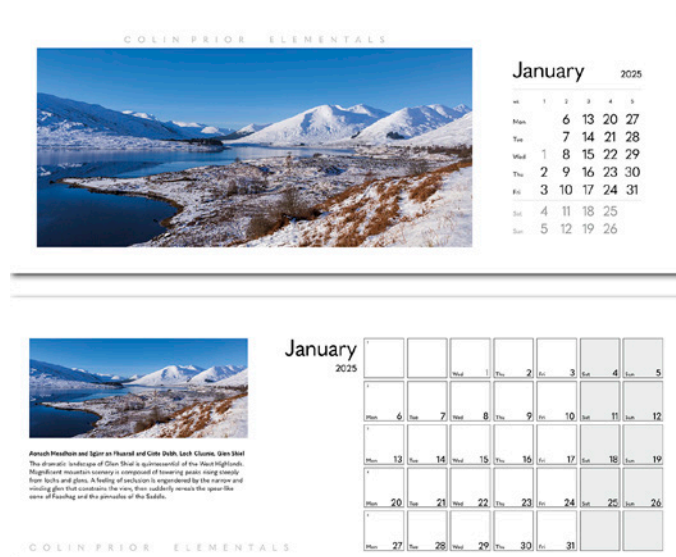 COLIN PRIOR ELEMENTALS
January 2025
wk 1 2 3 4 5
Mon 6 13 20 27
Tue 7 14 21 28
Wed 1 8 15 22 29
Thu 2 9 16 23 30
Fri 3 10 17 24 31
Sat 4 11 18 25
Sun 5 12 19 26
January
2025
Wed 1 Thu 2 Fri 3 Sat 4 Sun 5
Mon 6 Tue 7 Wed 8 Thu 9 Fri 10 Sat 11 Sun 12
Mon 13 Tue 14 Wed 15 Thu 16 Fri 17 Sat 18 Sun 19
Mon 20 Tue 21 Wed 22 Thu 23 Fri 24 Sat 25 Sun 26
Mon 27 Tue 28 Wed 29 Thu 30 Fri 31
Aonach Meadhoin and Sgùrr an Fhuarail and Ciste Dubh, Loch Cluanie, Glen Shiel
The dramatic landscape of Glen Shiel is quintessential of the West Highlands.
Magnificent mountain scenery is composed of towering peaks rising steeply
from lochs and glens. A feeling of seclusion is engendered by the narrow and
winding glen that constrains the view, then suddenly reveals the spear-like
cone of Faochag and the pinnacles of the Saddle.
COLIN PRIOR ELEMENTALS